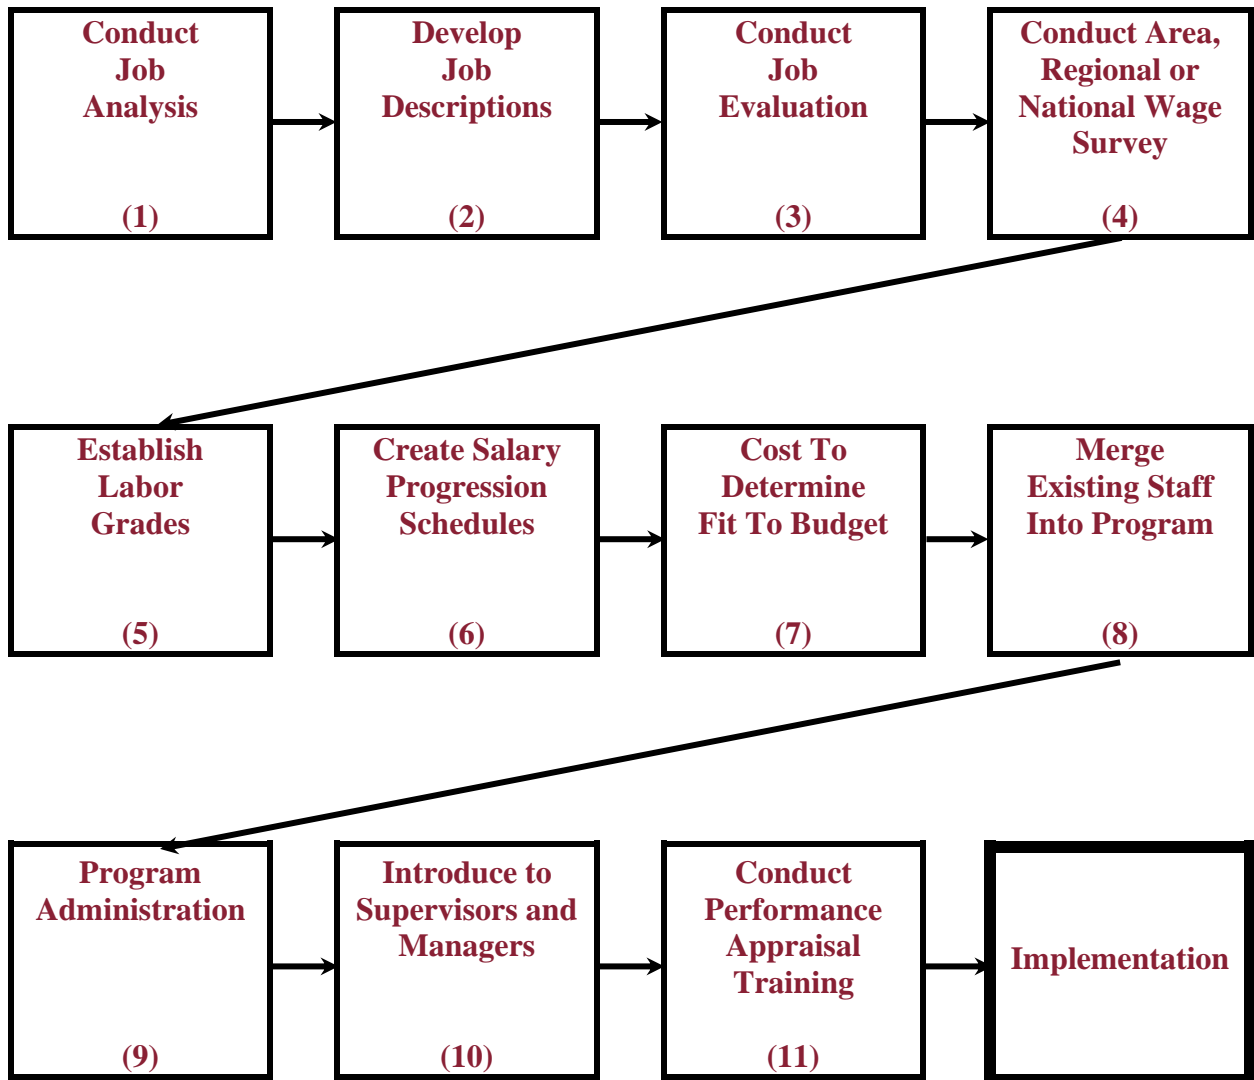 Conduct
Job
Analysis
(1)
Develop
Job
Descriptions
(2)
Conduct
Job
Evaluation
(3)
Conduct Area,
Regional or
National Wage
Survey
(4)
Establish
Labor
Grades
(5)
Create Salary
Progression
Schedules
(6)
Cost To
Determine
Fit To Budget
(7)
Merge
Existing Staff
Into Program
(8)
Program
Administration
(9)
Introduce to
Supervisors and
Managers
(10)
Conduct
Performance
Appraisal
Training
(11)
Implementation